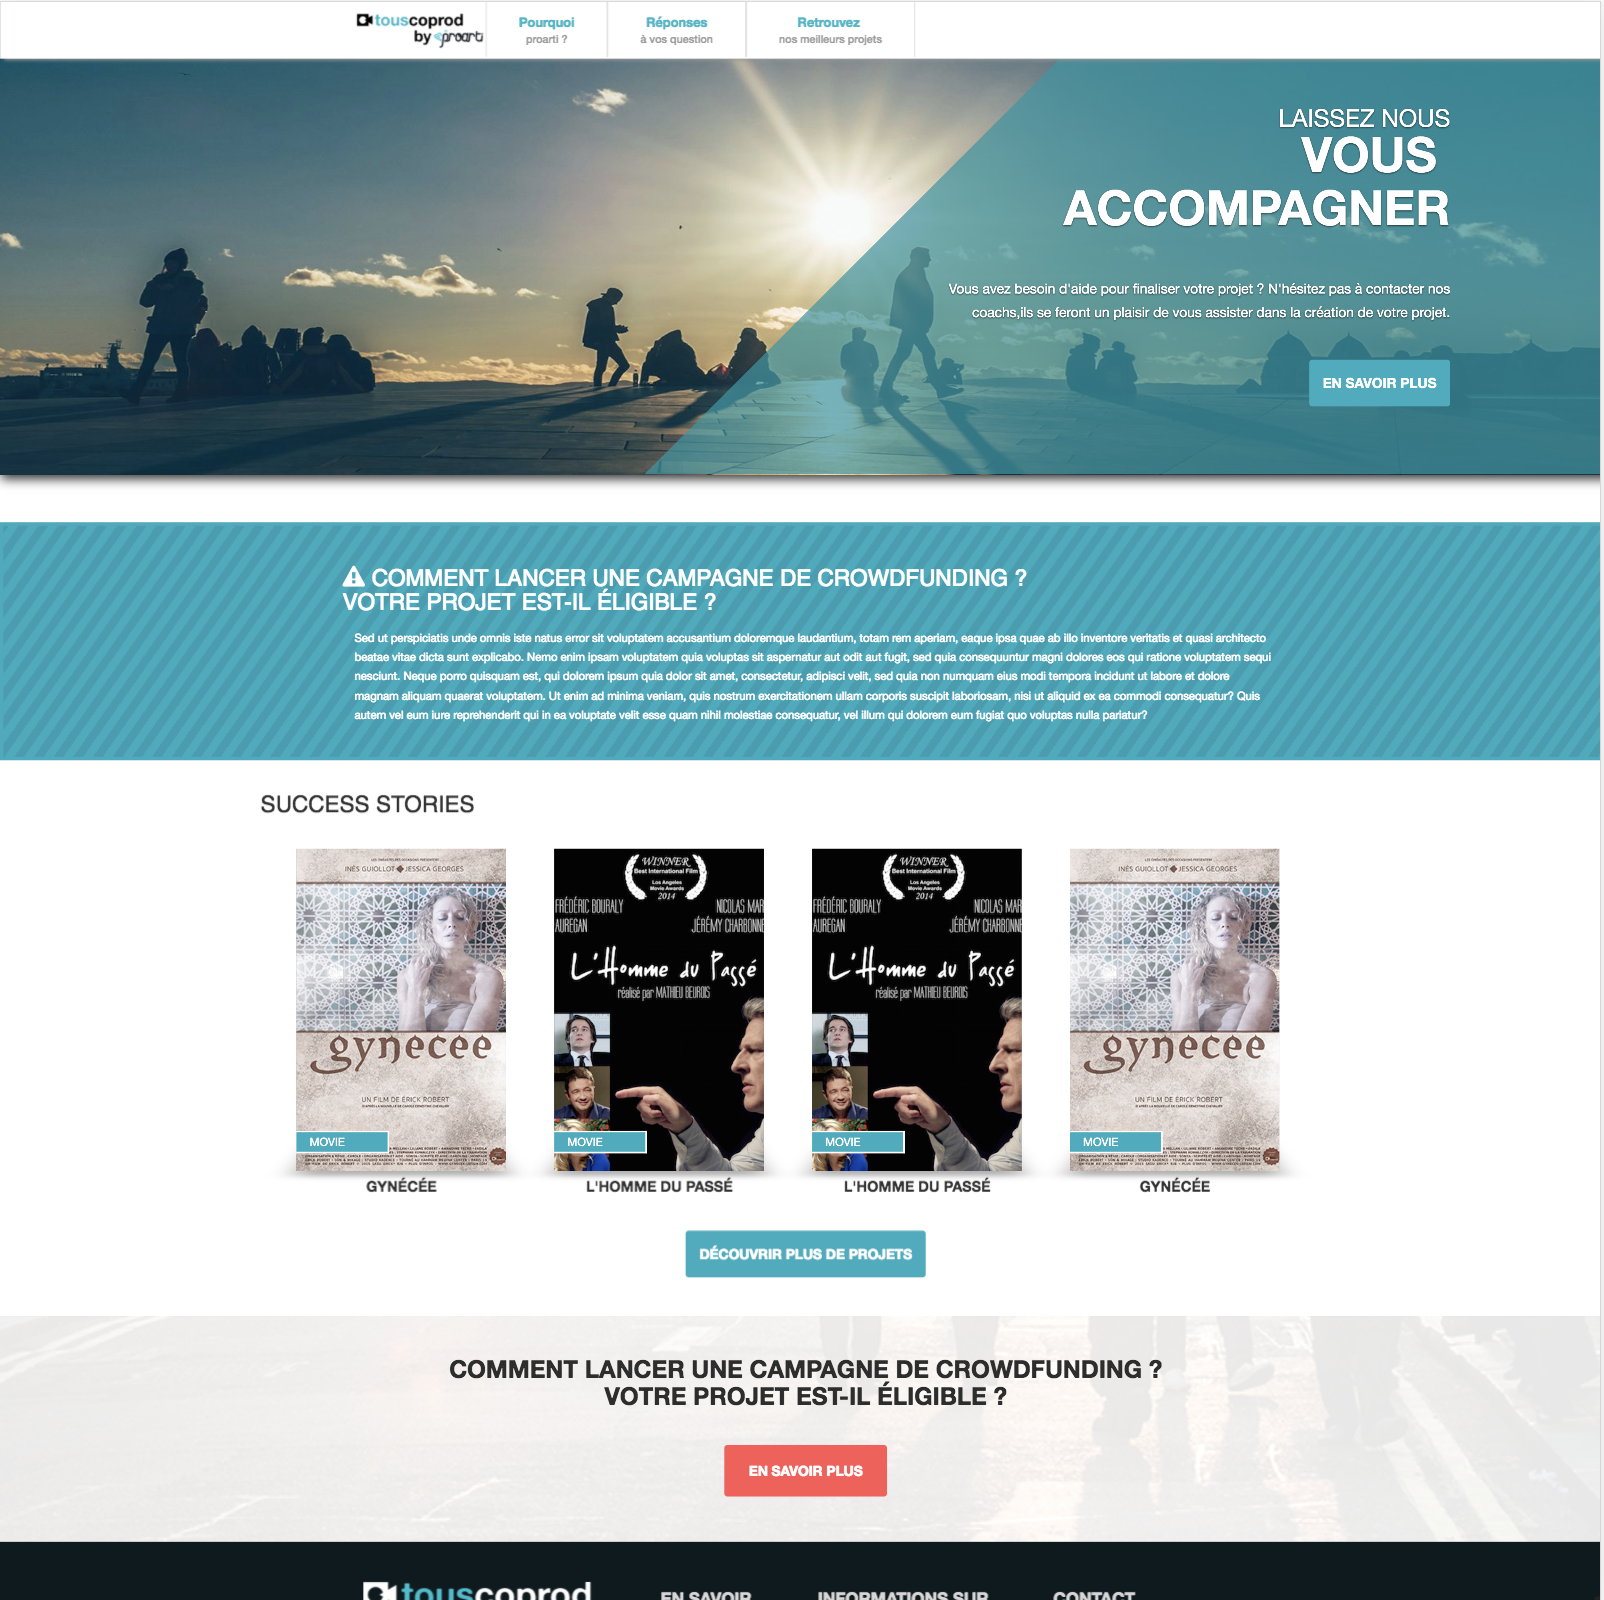 touscoprod
by proarti
Pourquoi
proarti ?
Réponses
à vos question
Retrouvez
nos meilleurs projets
LAISSEZ NOUS
VOUS
ACCOMPAGNER
Vous avez besoin d'aide pour finaliser votre projet ? N'hésitez pas à contacter nos
coachs,ils se feront un plaisir de vous assister dans la création de votre projet.
EN SAVOIR PLUS
COMMENT LANCER UNE CAMPAGNE DE CROWDFUNDING ?
VOTRE PROJET EST-IL ÉLIGIBLE ?
Sed ut perspiciatis unde omnis iste natus error sit voluptatem accusantium doloremque laudantium, totam rem aperiam, eaque ipsa quae ab illo inventore veritatis et quasi architecto
beatae vitae dicta sunt explicabo. Nemo enim ipsam voluptatem quia voluptas sit aspernatur aut odit aut fugit, sed quia consequuntur magni dolores eos qui ratione voluptatem sequi
nesciunt. Neque porro quisquam est, qui dolorem ipsum quia dolor sit amet, consectetur, adipisci velit, sed quia non numquam eius modi tempora incidunt ut labore et dolore
magnam aliquam quaerat voluptatem. Ut enim ad minima veniam, quis nostrum exercitationem ullam corporis suscipit laboriosam, nisi ut aliquid ex ea commodi consequatur? Quis
autem vel eum iure reprehenderit qui in ea voluptate velit esse quam nihil molestiae consequatur, vel illum qui dolorem eum fugiat quo voluptas nulla pariatur?
SUCCESS STORIES
INÈS GUIOLLOT JESSICA GEORGES
gynécée
UN FILM DE ÉRICK ROBERT
MOVIE
GYNÉCÉE
WINNER
Best International Film
Los Angeles
Movie Awards
2014
FRÉDÉRIC BOURALY NICOLAS MAR
AUREGAN JÉRÉMY CHARBONNE
L'Homme du Passé
réalisé par MATHIEU BEUROIS
MOVIE
L'HOMME DU PASSÉ
WINNER
Best International Film
Los Angeles
Movie Awards
2014
FRÉDÉRIC BOURALY NICOLAS MAR
AUREGAN JÉRÉMY CHARBONNE
L'Homme du Passé
réalisé par MATHIEU BEUROIS
MOVIE
L'HOMME DU PASSÉ
INÈS GUIOLLOT JESSICA GEORGES
gynécée
UN FILM DE ÉRICK ROBERT
MOVIE
GYNÉCÉE
DÉCOUVRIR PLUS DE PROJETS
COMMENT LANCER UNE CAMPAGNE DE CROWDFUNDING ?
VOTRE PROJET EST-IL ÉLIGIBLE ?
EN SAVOIR PLUS
touscoprod
EN SAVOIR
INFORMATIONS SUR
CONTACT